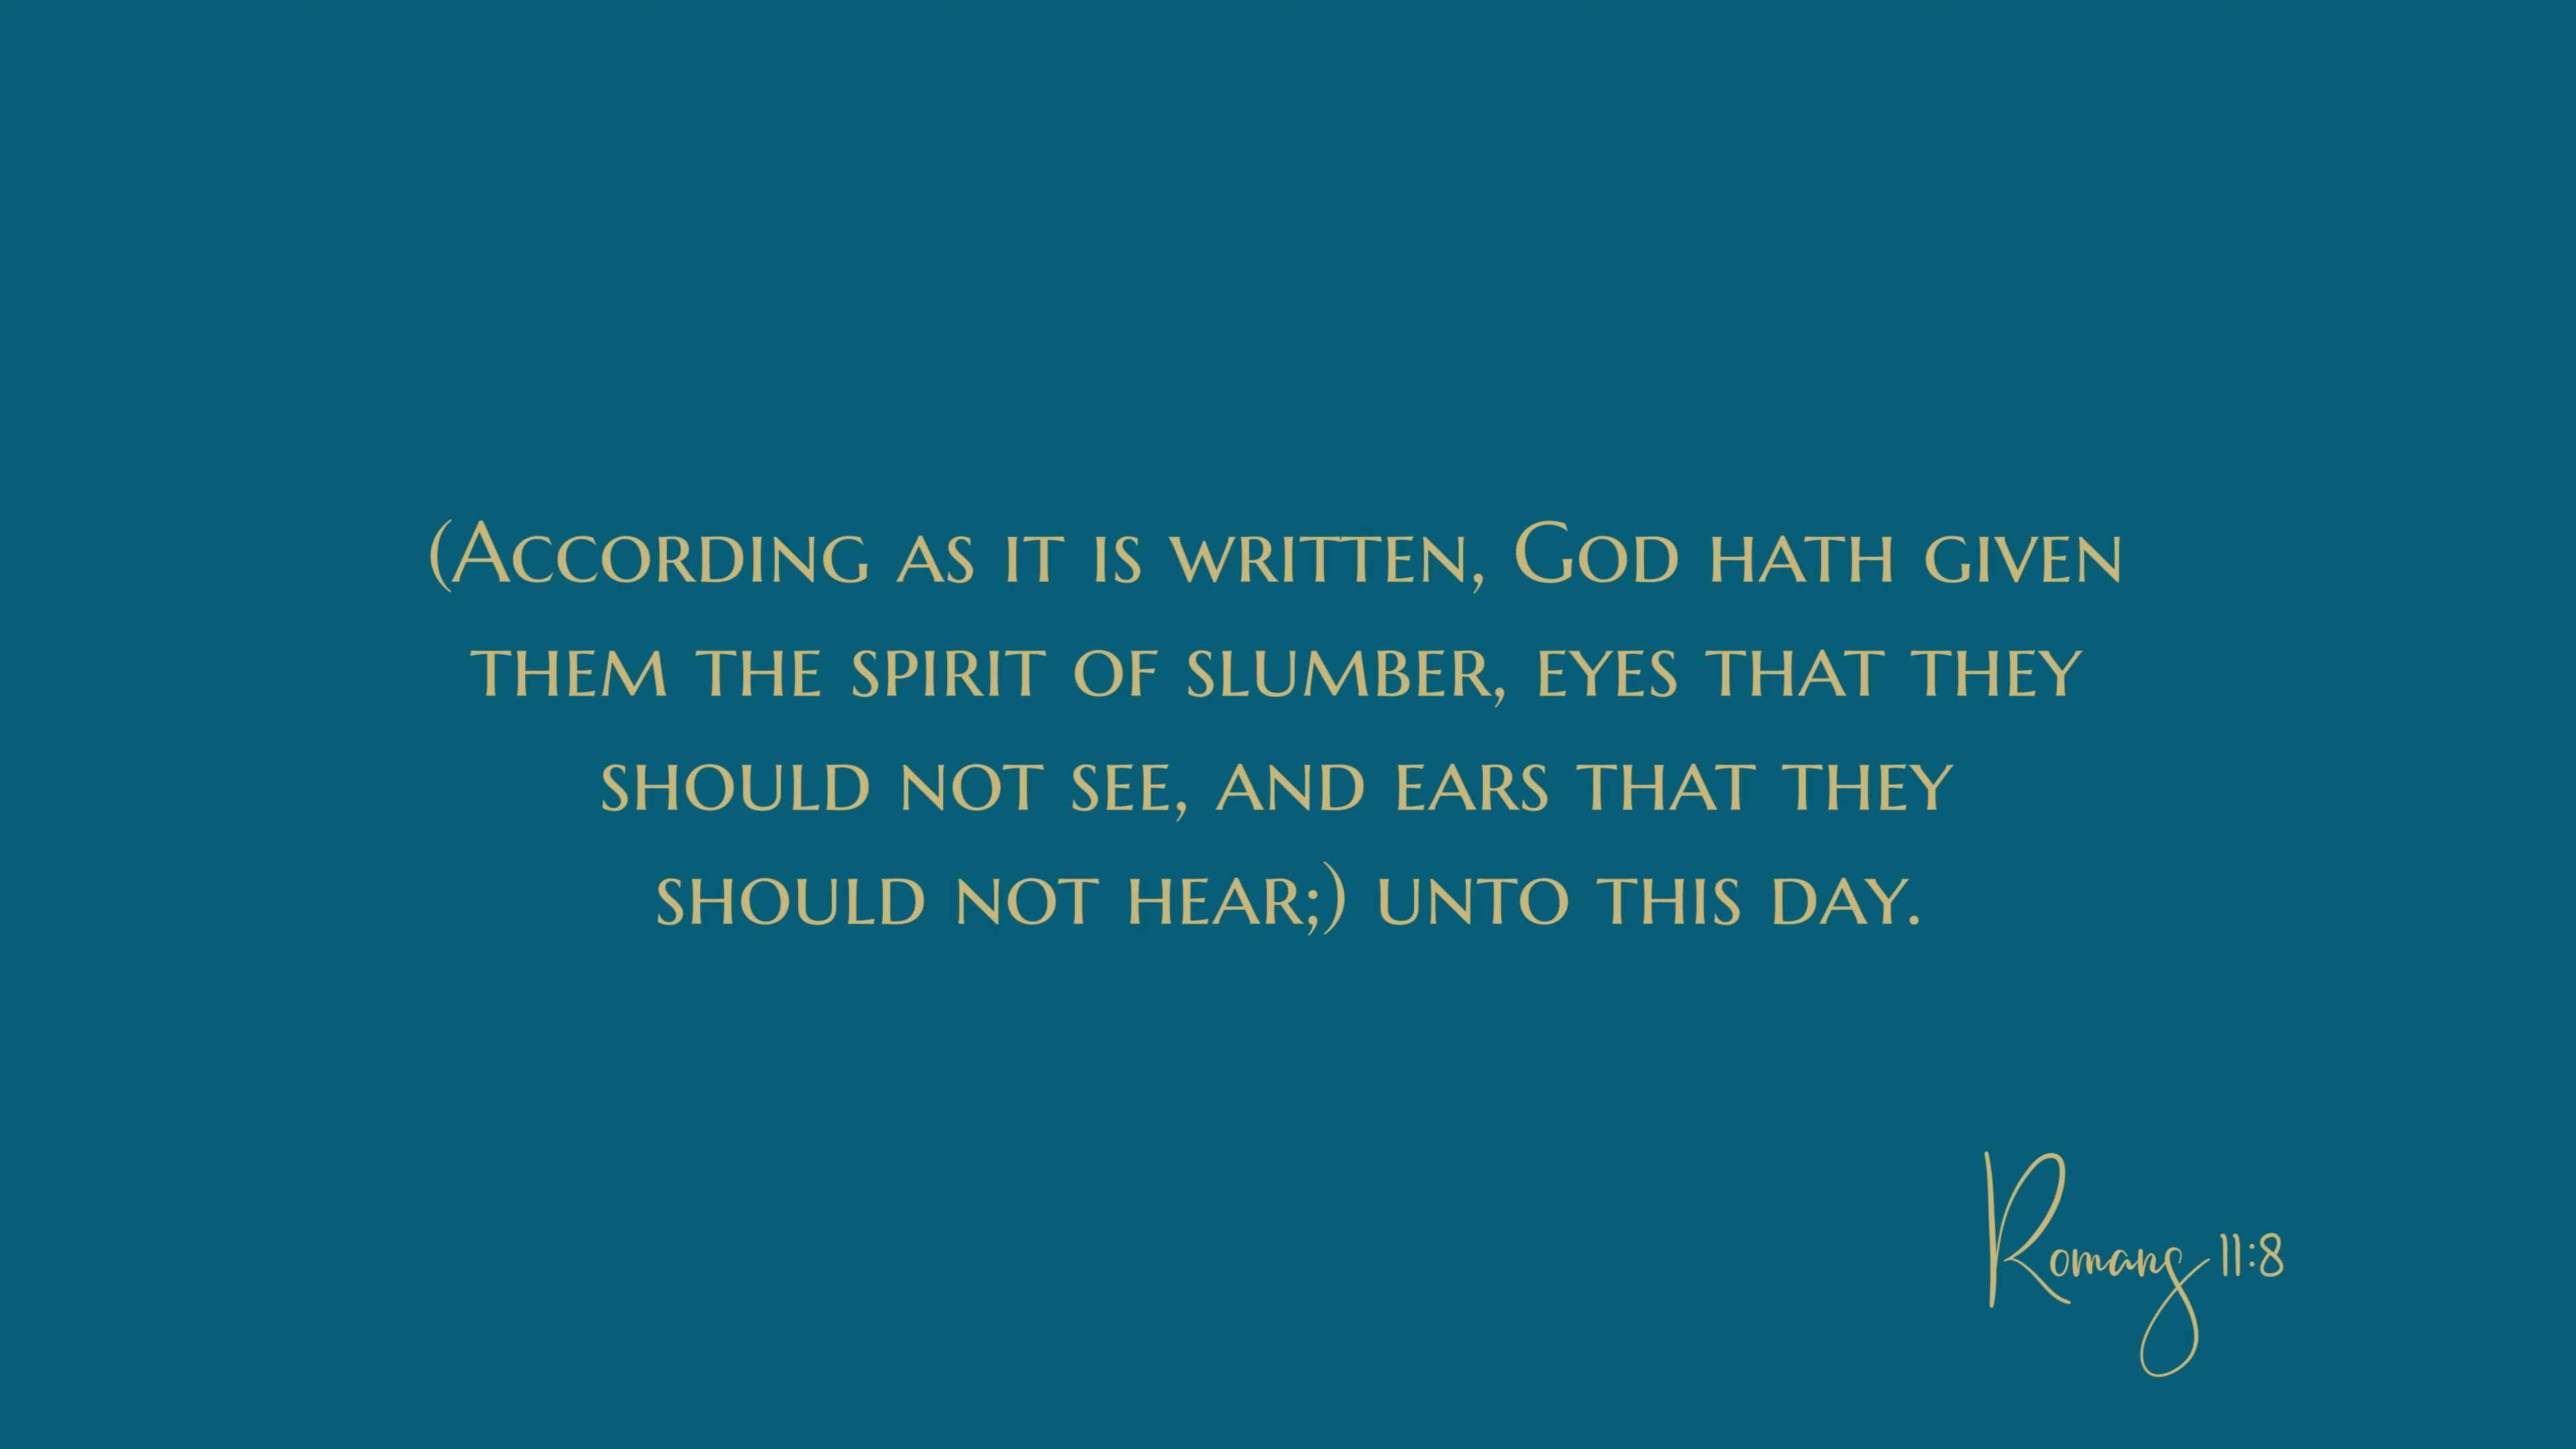 (According as it is written, God hath given
them the spirit of slumber, eyes that they
should not see, and ears that they
should not hear;) unto this day.
Romans 11:8